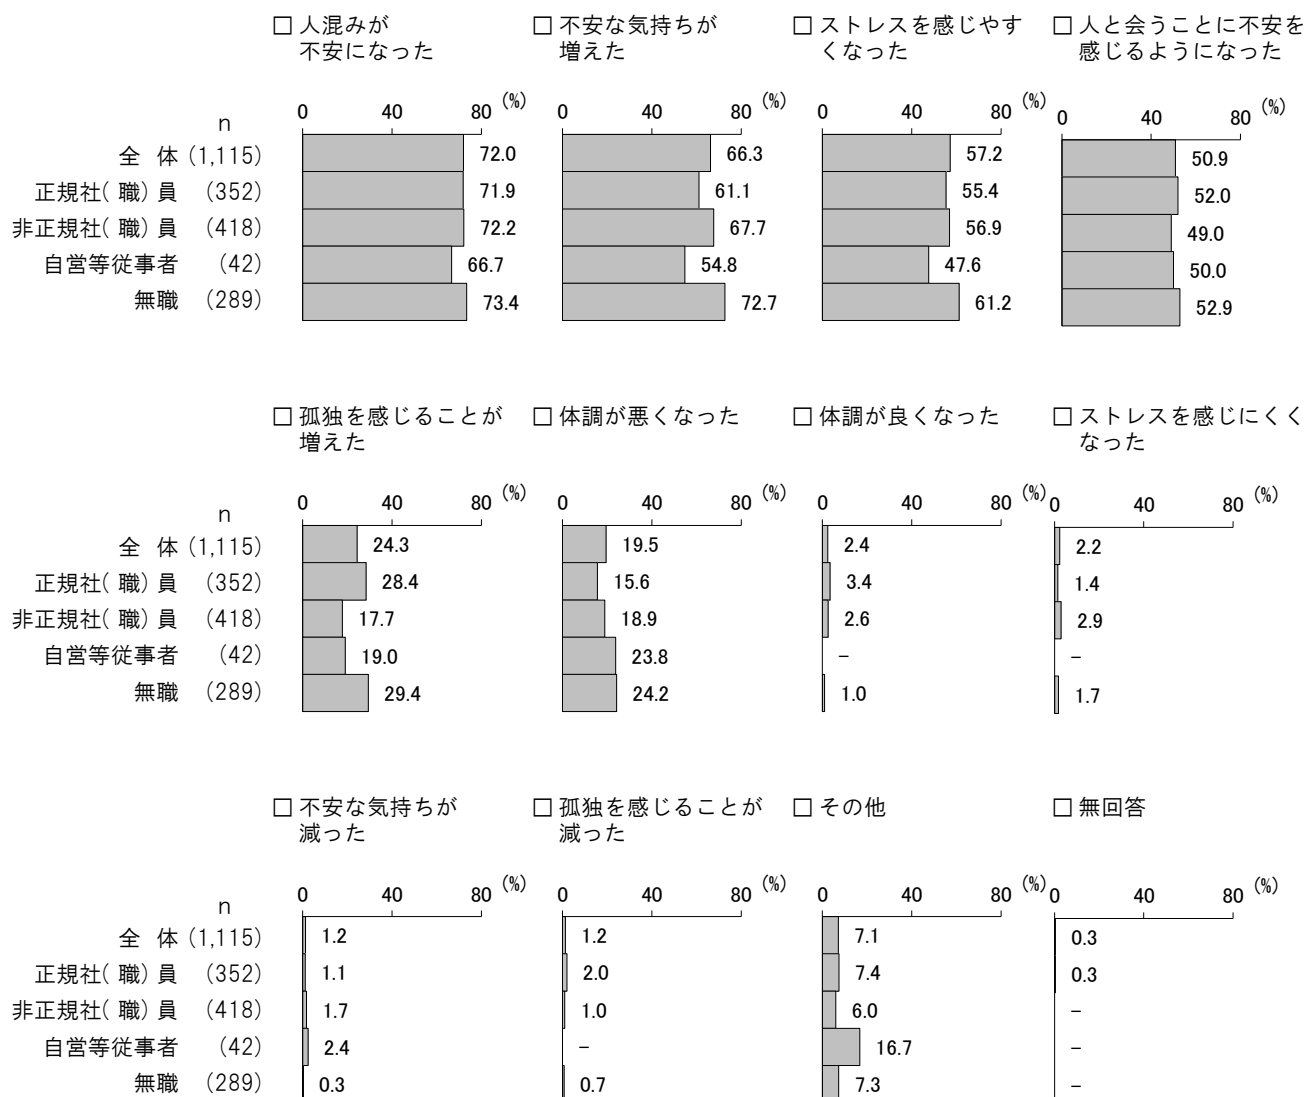 □ 人混みが
不安になった
□ 不安な気持ちが
増えた
□ ストレスを感じやす
くなった
□ 人と会うことに不安を
感じるようになった
0 40 80 (%)
0 40 80 (%)
0 40 80 (%)
0 40 80 (%)
n
全 体 (1,115) 72.0 66.3 57.2 50.9
正規社(職)員 (352) 71.9 61.1 55.4 52.0
非正規社(職)員 (418) 72.2 67.7 56.9 49.0
自営等従事者 (42) 66.7 54.8 47.6 50.0
無職 (289) 73.4 72.7 61.2 52.9
□ 孤独を感じることが
増えた
□ 体調が悪くなった
□ 体調が良くなった
□ ストレスを感じにくく
なった
0 40 80 (%)
0 40 80 (%)
0 40 80 (%)
0 40 80 (%)
n
全 体 (1,115) 24.3 19.5 2.4 2.2
正規社(職)員 (352) 28.4 15.6 3.4 1.4
非正規社(職)員 (418) 17.7 18.9 2.6 2.9
自営等従事者 (42) 19.0 23.8 – –
無職 (289) 29.4 24.2 1.0 1.7
□ 不安な気持ちが
減った
□ 孤独を感じることが
減った
□ その他
□ 無回答
0 40 80 (%)
0 40 80 (%)
0 40 80 (%)
0 40 80 (%)
n
全 体 (1,115) 1.2 1.2 7.1 0.3
正規社(職)員 (352) 1.1 2.0 7.4 0.3
非正規社(職)員 (418) 1.7 1.0 6.0 –
自営等従事者 (42) 2.4 – 16.7 –
無職 (289) 0.3 0.7 7.3 –